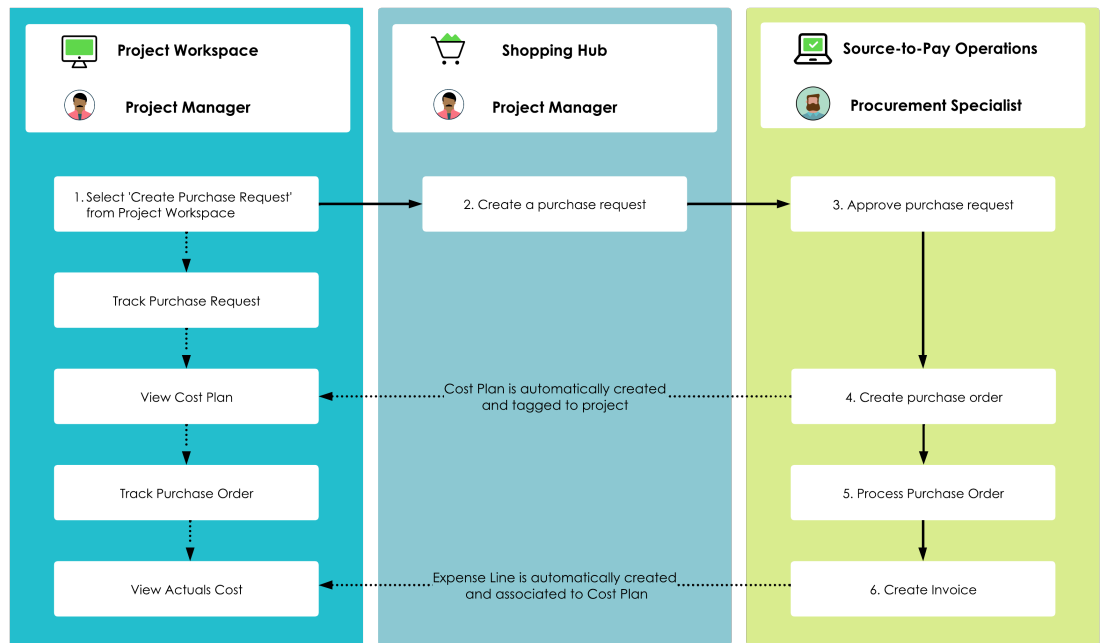 Project Workspace
Project Manager
Shopping Hub
Project Manager
Source-to-Pay Operations
Procurement Specialist
1. Select 'Create Purchase Request'
from Project Workspace
2. Create a purchase request
3. Approve purchase request
Track Purchase Request
View Cost Plan
Cost Plan is automatically created
and tagged to project
4. Create purchase order
Track Purchase Order
5. Process Purchase Order
View Actuals Cost
Expense Line is automatically created
and associated to Cost Plan
6. Create Invoice